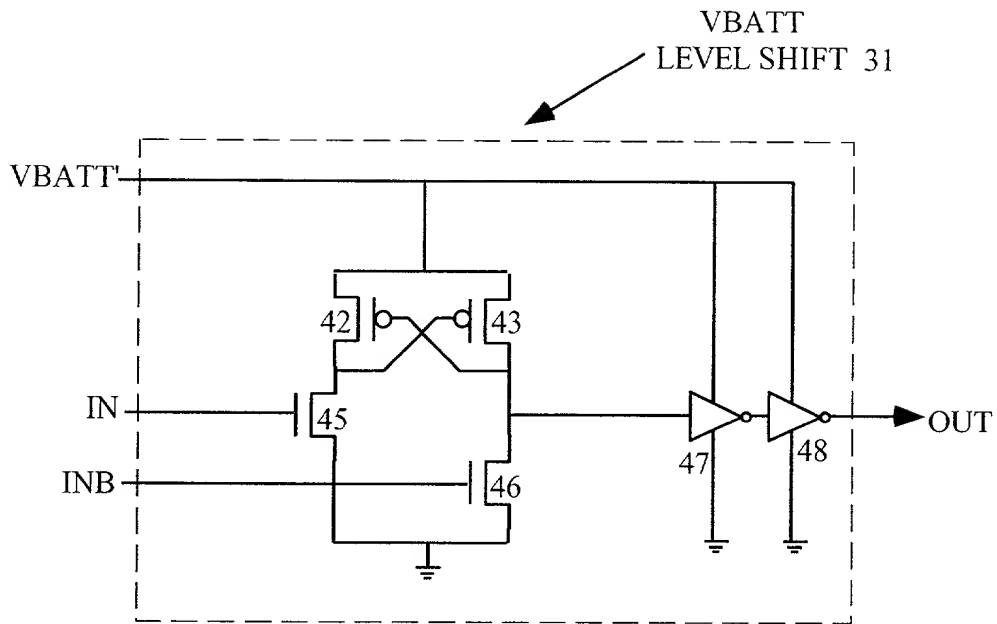 VBATT
LEVEL SHIFT 31
VBATT'
42
43
IN
45
OUT
47
48
INB
46